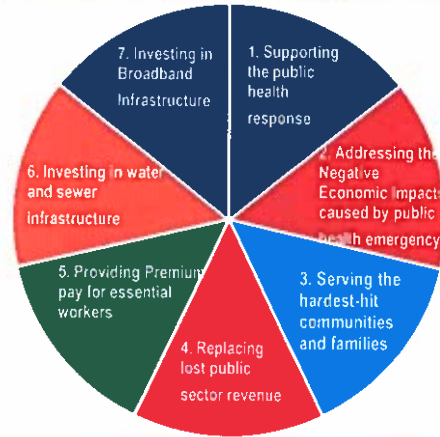 1. Supporting
the public
health
response
2. Addressing the
Negative
Economic Impacts
caused by public
health emergency
3. Serving the
hardest-hit
communities
and families
4. Replacing
lost public
sector revenue
5. Providing Premium
pay for essential
workers
6. Investing in water
and sewer
infrastructure
7. Investing in
Broadband
Infrastructure